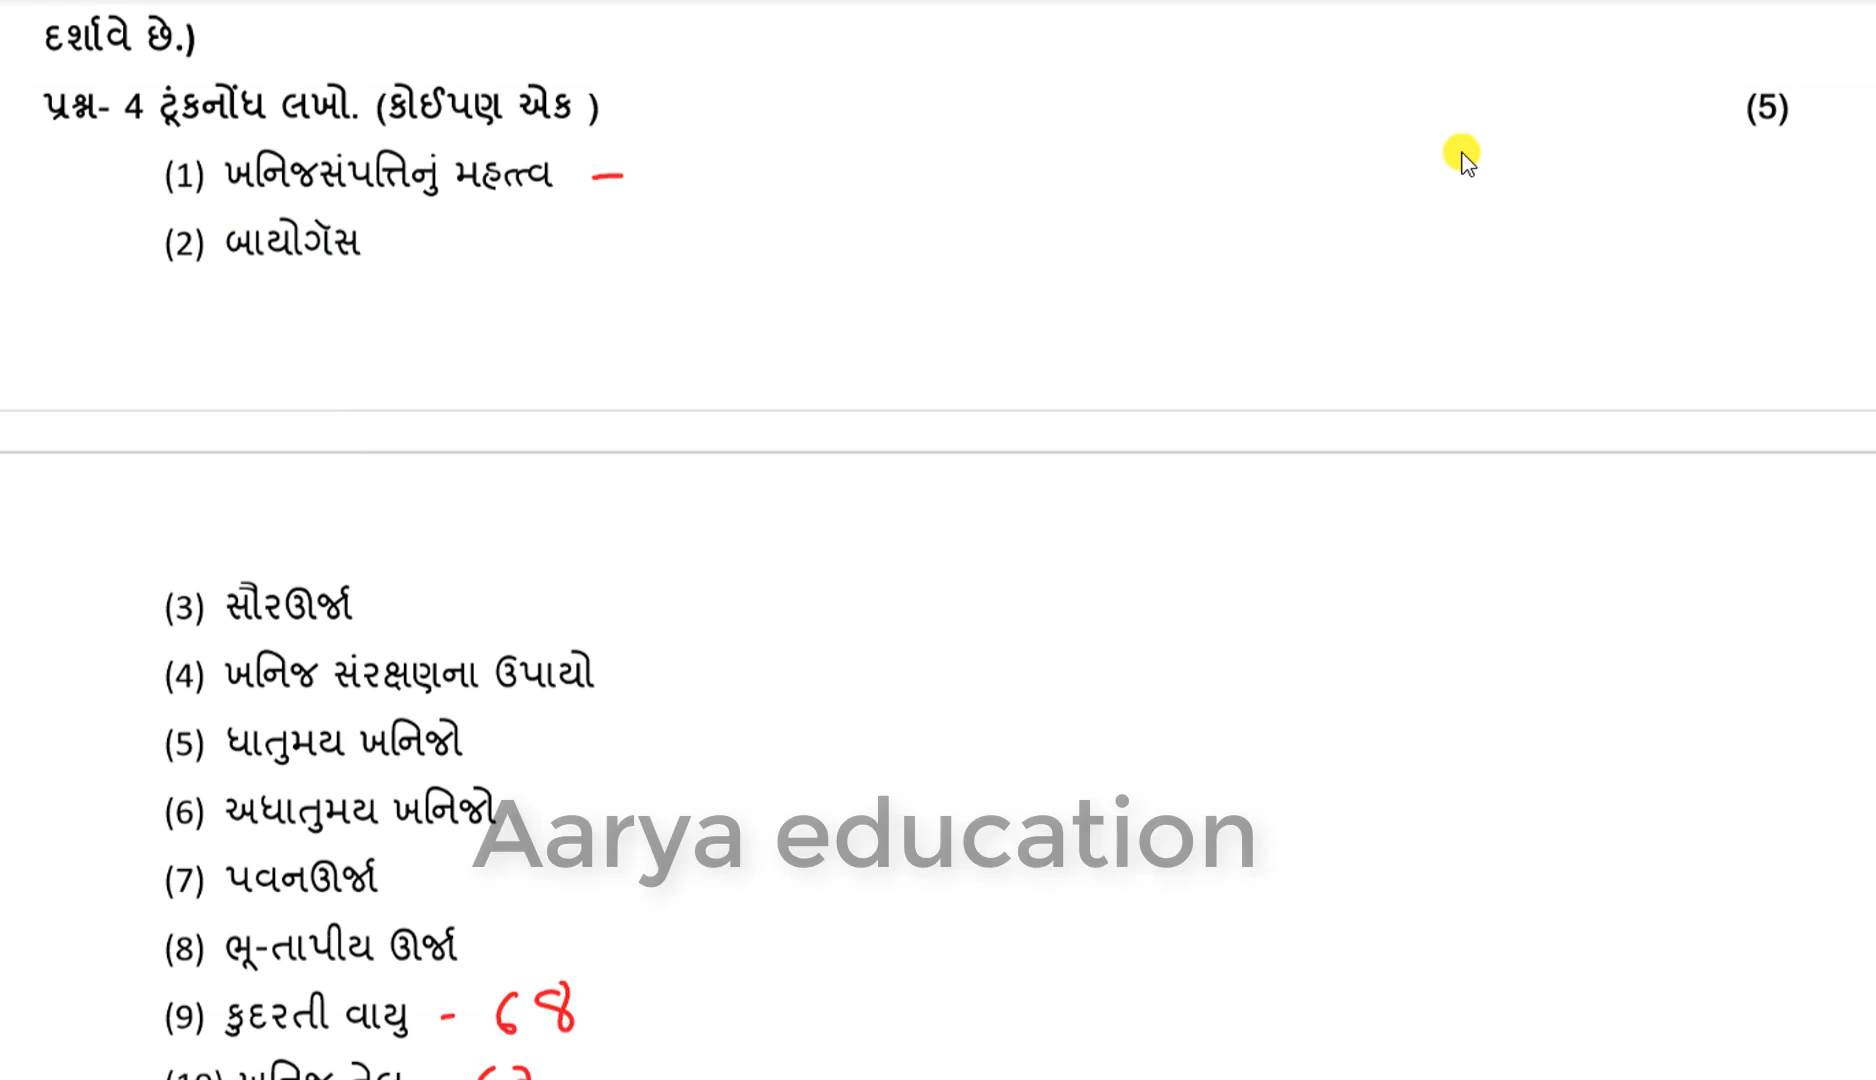 દર્શાવે છે.)
પ્રશ્ન- 4 ટૂંકનોંધ લખો. (કોઈપણ એક ) (5)
(1) ખનિજસંપત્તિનું મહત્ત્વ –
(2) બાયોગૅસ
(3) સૌરઊર્જા
(4) ખનિજ સંરક્ષણના ઉપાયો
(5) ધાતુમય ખનિજો
(6) અધાતુમય ખનિજો
Aarya education
(7) પવનઊર્જા
(8) ભૂ-તાપીય ઊર્જા
(9) કુદરતી વાયુ - 68